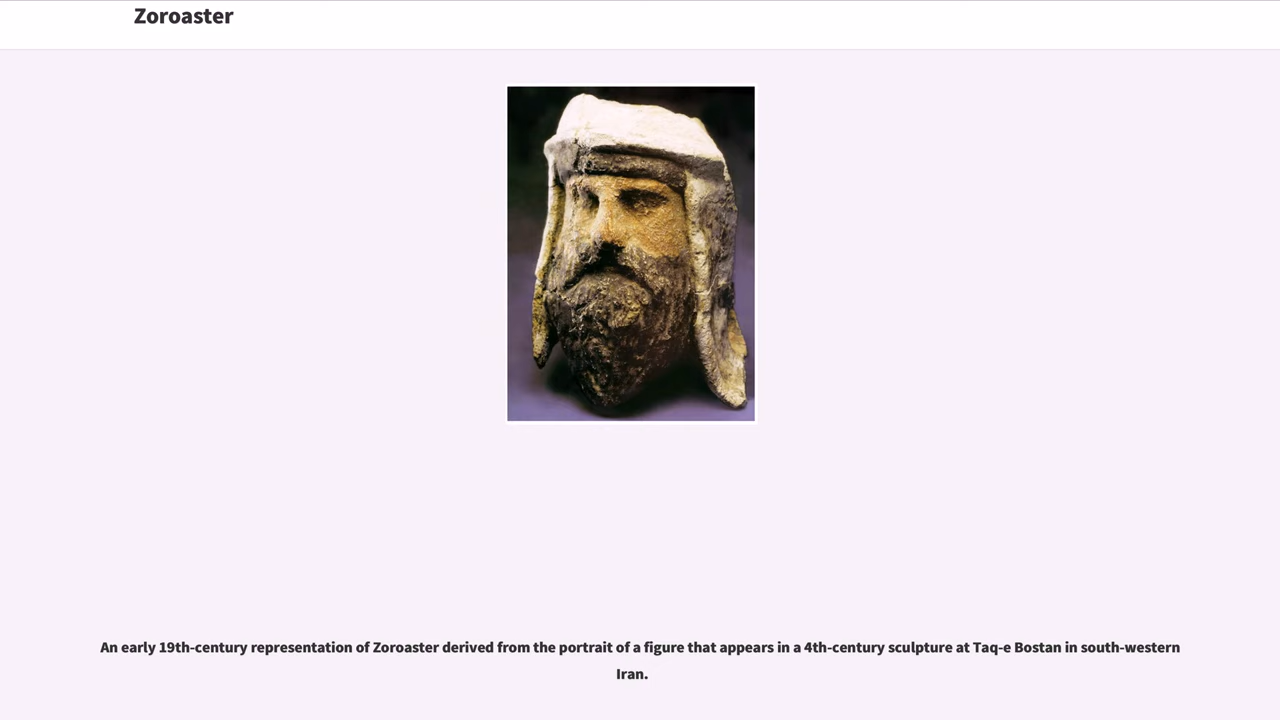 Zoroaster
An early 19th-century representation of Zoroaster derived from the portrait of a figure that appears in a 4th-century sculpture at Taq-e Bostan in south-western
Iran.